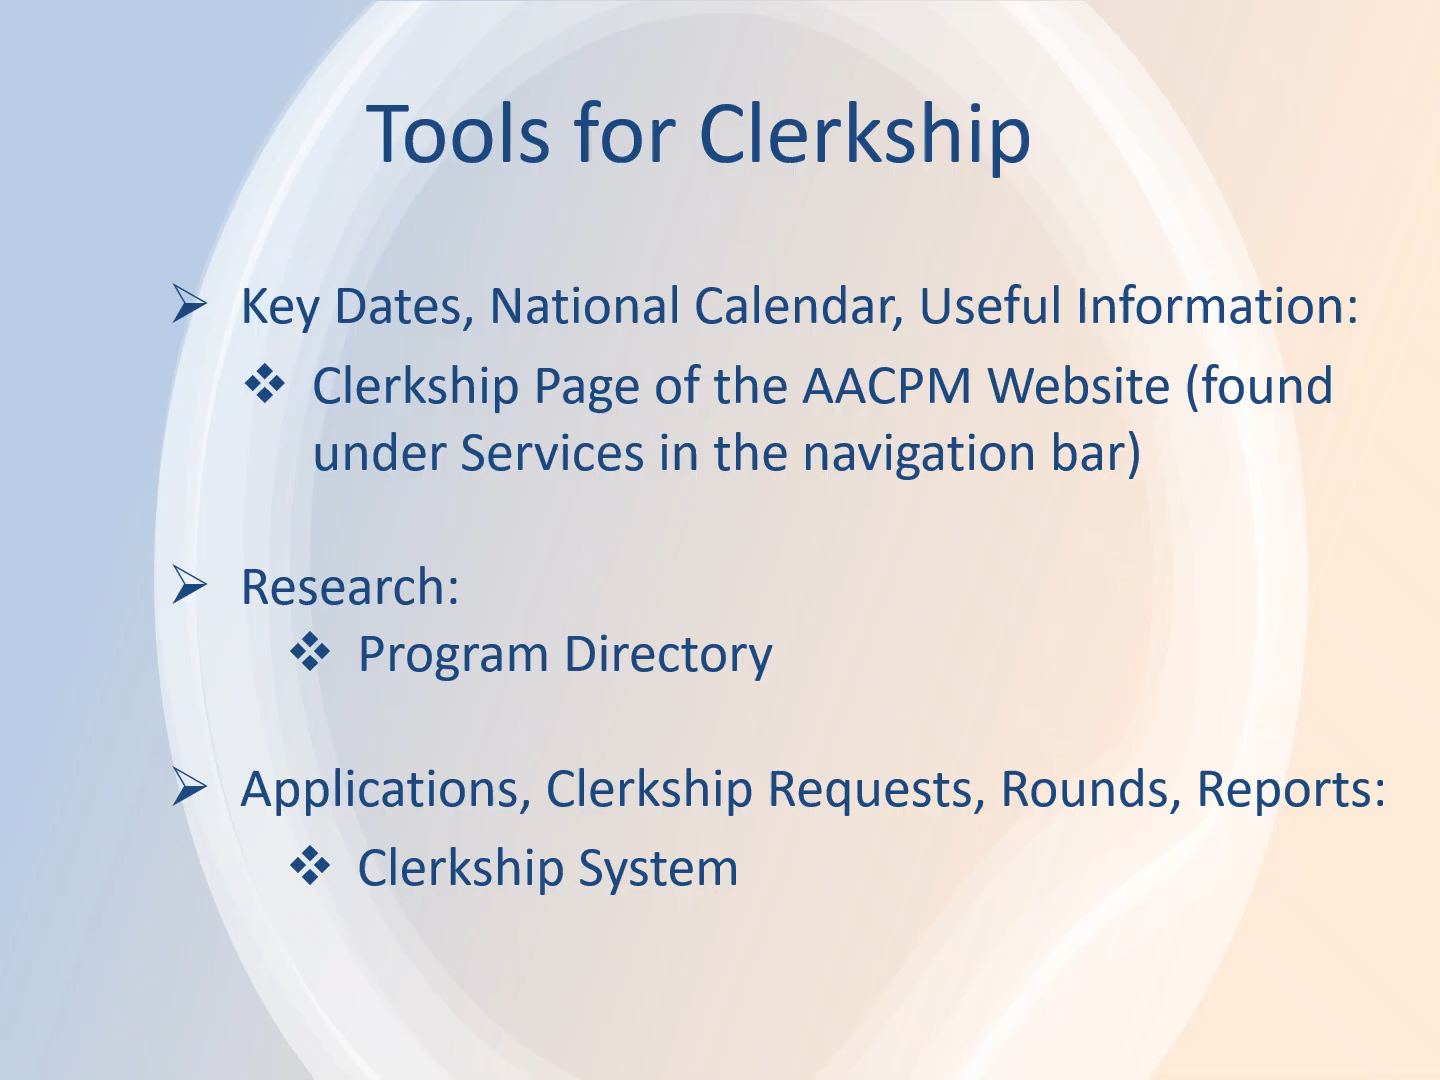 Tools for Clerkship
Key Dates, National Calendar, Useful Information:
Clerkship Page of the AACPM Website (found
under Services in the navigation bar)
Research:
Program Directory
Applications, Clerkship Requests, Rounds, Reports:
Clerkship System